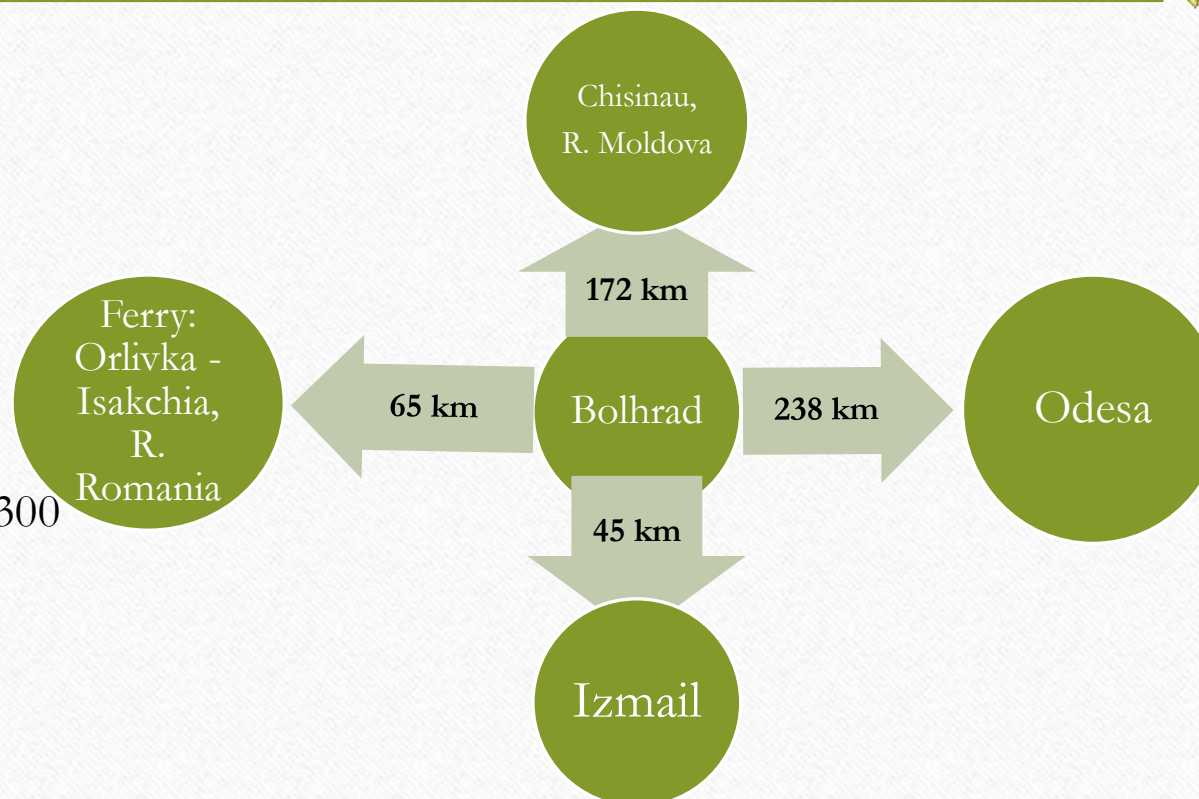 Chisinau,
R. Moldova
172 km
Ferry:
Orlivka -
Isakchia,
R.
Romania
65 km
Bolhrad
238 km
Odesa
300
45 km
Izmail